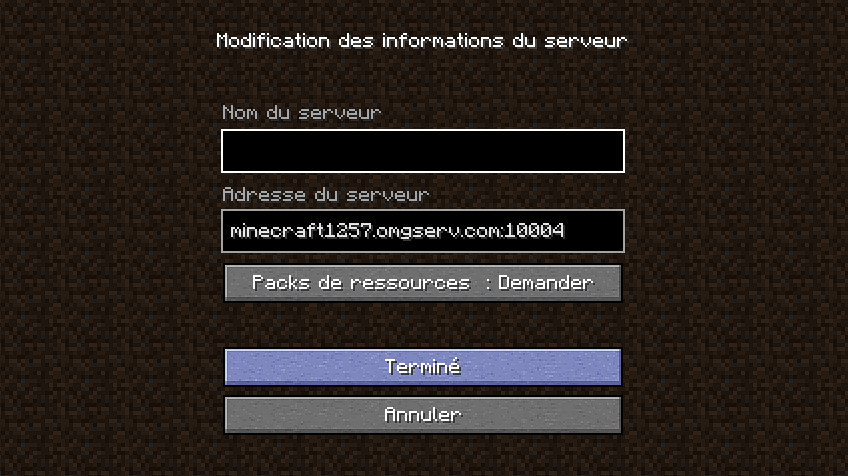 Modification des informations du serveur
Nom du serveur
Adresse du serveur
minecraft1257.omgserv.com:10004
Packs de ressources : Demander
Terminé
Annuler